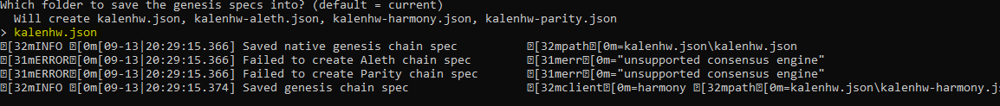 Which folder to save the genesis specs into? (default = current)
Will create kalenhw.json, kalenhw-aleth.json, kalenhw-harmony.json, kalenhw-parity.json
> kalenhw.json
[32mINFO [0m[09-13|20:29:15.366] Saved native genesis chain spec [32mpath[0m=kalenhw.json\kalenhw.json
[31mERROR[0m[09-13|20:29:15.366] Failed to create Aleth chain spec [31merr[0m="unsupported consensus engine"
[31mERROR[0m[09-13|20:29:15.366] Failed to create Parity chain spec [31merr[0m="unsupported consensus engine"
[32mINFO [0m[09-13|20:29:15.374] Saved genesis chain spec [32mclient[0m=harmony [32mpath[0m=kalenhw.json\kalenhw-harmony.js